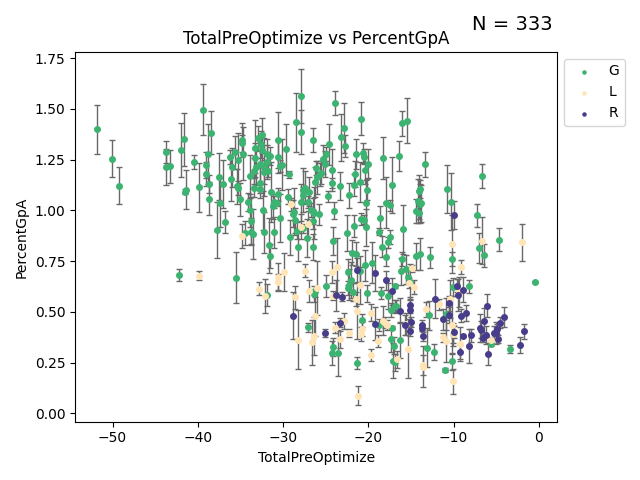 N = 333
TotalPreOptimize vs PercentGpA
G
L
R
PercentGpA
1.75
1.50
1.25
1.00
0.75
0.50
0.25
0.00
−50
−40
−30
−20
−10
0
TotalPreOptimize